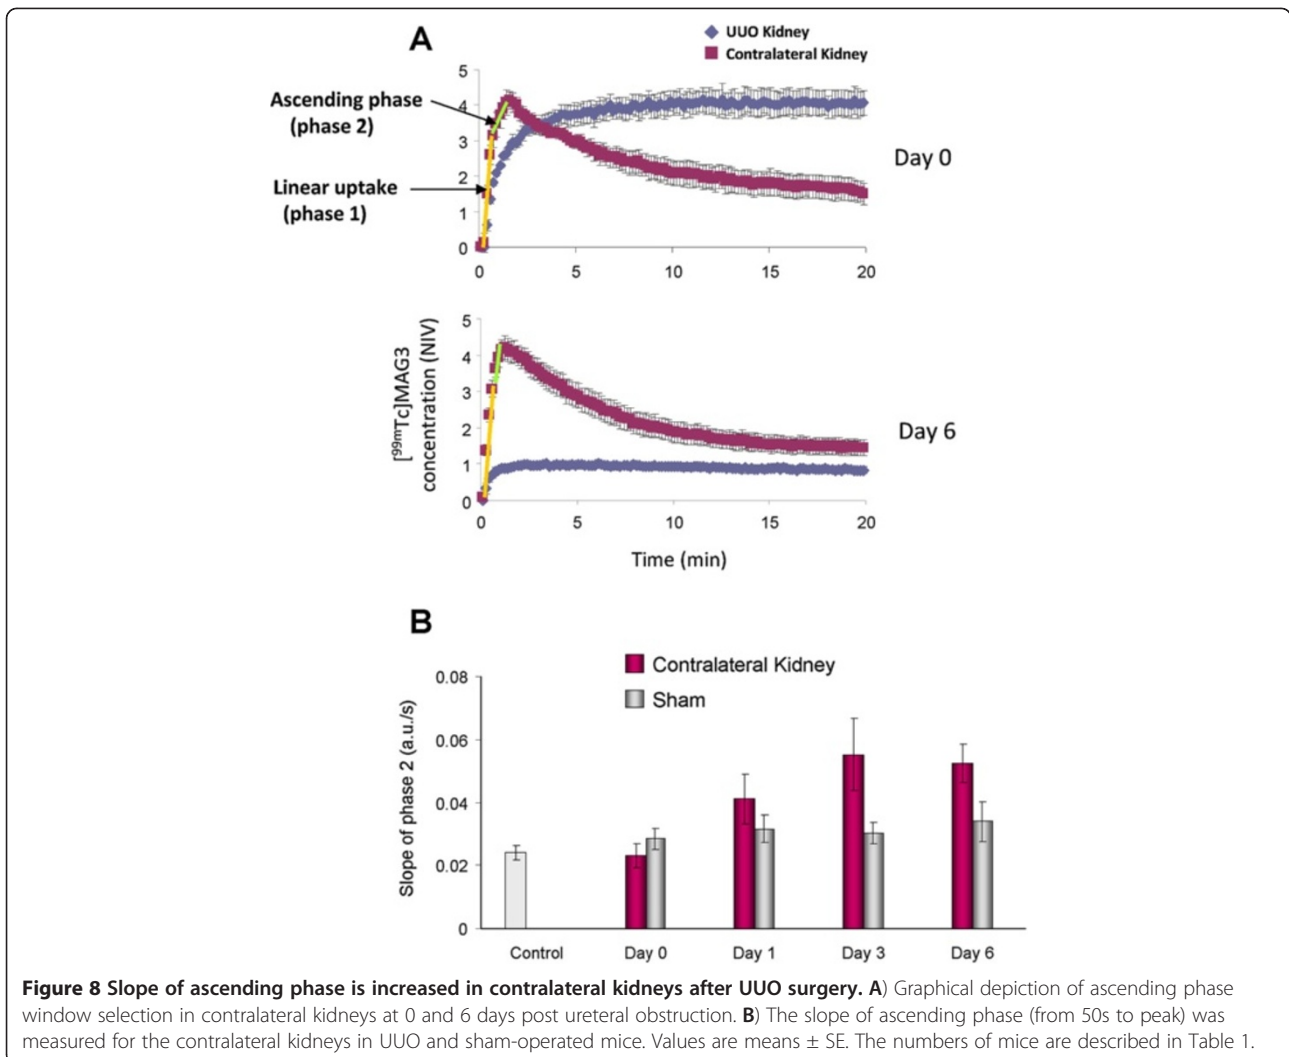 A
UUO Kidney
Contralateral Kidney
Ascending phase
(phase 2)
Linear uptake
(phase 1)
5
4
3
2
1
0
0 5 10 15 20
Day 0
[⁹⁹ᵐTc]MAG3
concentration (NIV)
5
4
3
2
1
0
0 5 10 15 20
Day 6
Time (min)
B
Contralateral Kidney
Sham
Slope of phase 2 (a.u./s)
0.08
0.06
0.04
0.02
0
Control Day 0 Day 1 Day 3 Day 6
Figure 8 Slope of ascending phase is increased in contralateral kidneys after UUO surgery. A) Graphical depiction of ascending phase
window selection in contralateral kidneys at 0 and 6 days post ureteral obstruction. B) The slope of ascending phase (from 50s to peak) was
measured for the contralateral kidneys in UUO and sham-operated mice. Values are means ± SE. The numbers of mice are described in Table 1.